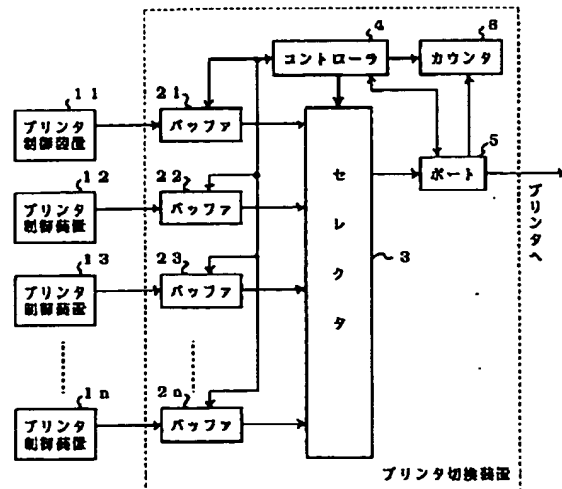 4
6
コントローラ
カウンタ
11
プリンタ
制御装置
21
バッファ
5
ポート
プリンタへ
12
プリンタ
制御装置
22
バッファ
セレクタ
3
13
プリンタ
制御装置
23
バッファ
1n
プリンタ
制御装置
2n
バッファ
プリンタ切換装置